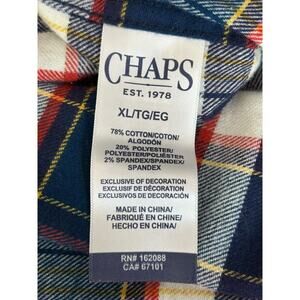 CHAPS
EST. 1978
XL/TG/EG
78% COTTON/COTON/
ALGODÓN
20% POLYESTER/
POLYESTER/POLIÉSTER
2% SPANDEX/SPANDEX/
SPANDEX
EXCLUSIVE OF DECORATION
EXCLUSIF DE DÉCORATION
EXCLUSIVOS DE DECORACIÓN
MADE IN CHINA/
FABRIQUÉ EN CHINE/
HECHO EN CHINA/
RN# 162088
CA# 67101